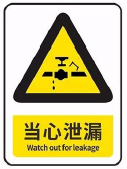 当心泄漏
Watch out for leakage